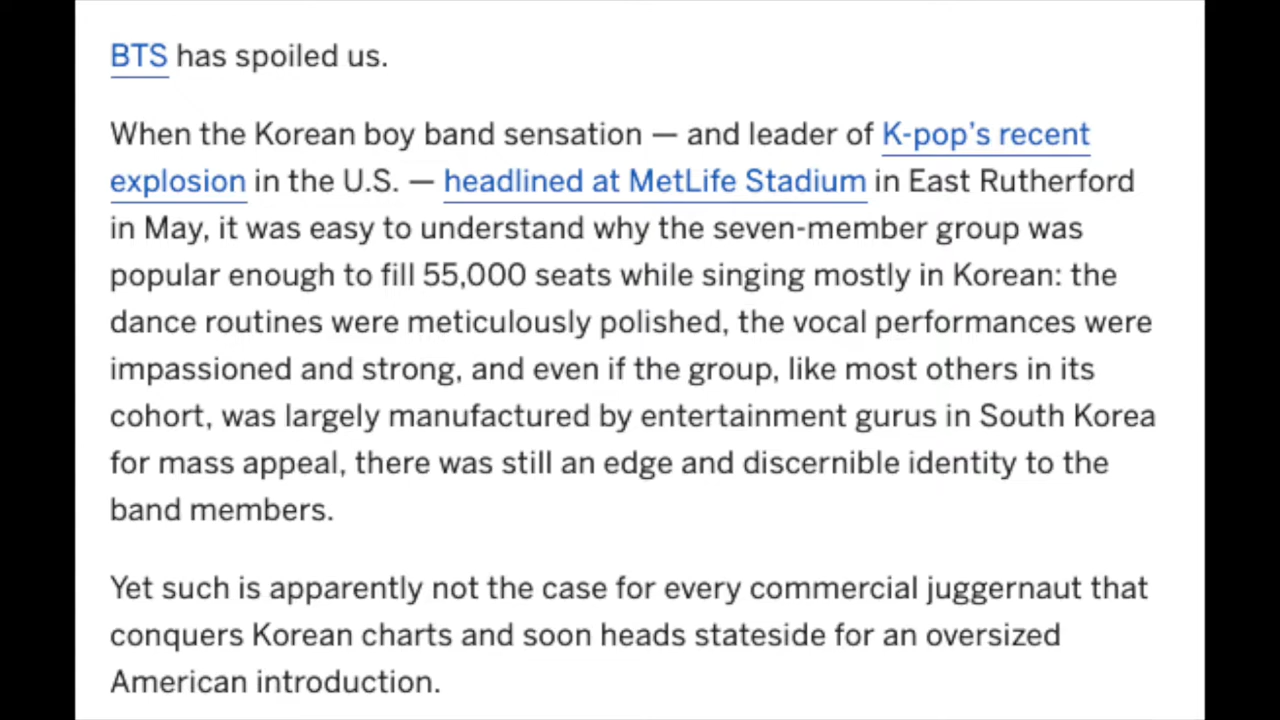 BTS has spoiled us.
When the Korean boy band sensation — and leader of K-pop’s recent
explosion in the U.S. — headlined at MetLife Stadium in East Rutherford
in May, it was easy to understand why the seven-member group was
popular enough to fill 55,000 seats while singing mostly in Korean: the
dance routines were meticulously polished, the vocal performances were
impassioned and strong, and even if the group, like most others in its
cohort, was largely manufactured by entertainment gurus in South Korea
for mass appeal, there was still an edge and discernible identity to the
band members.
Yet such is apparently not the case for every commercial juggernaut that
conquers Korean charts and soon heads stateside for an oversized
American introduction.